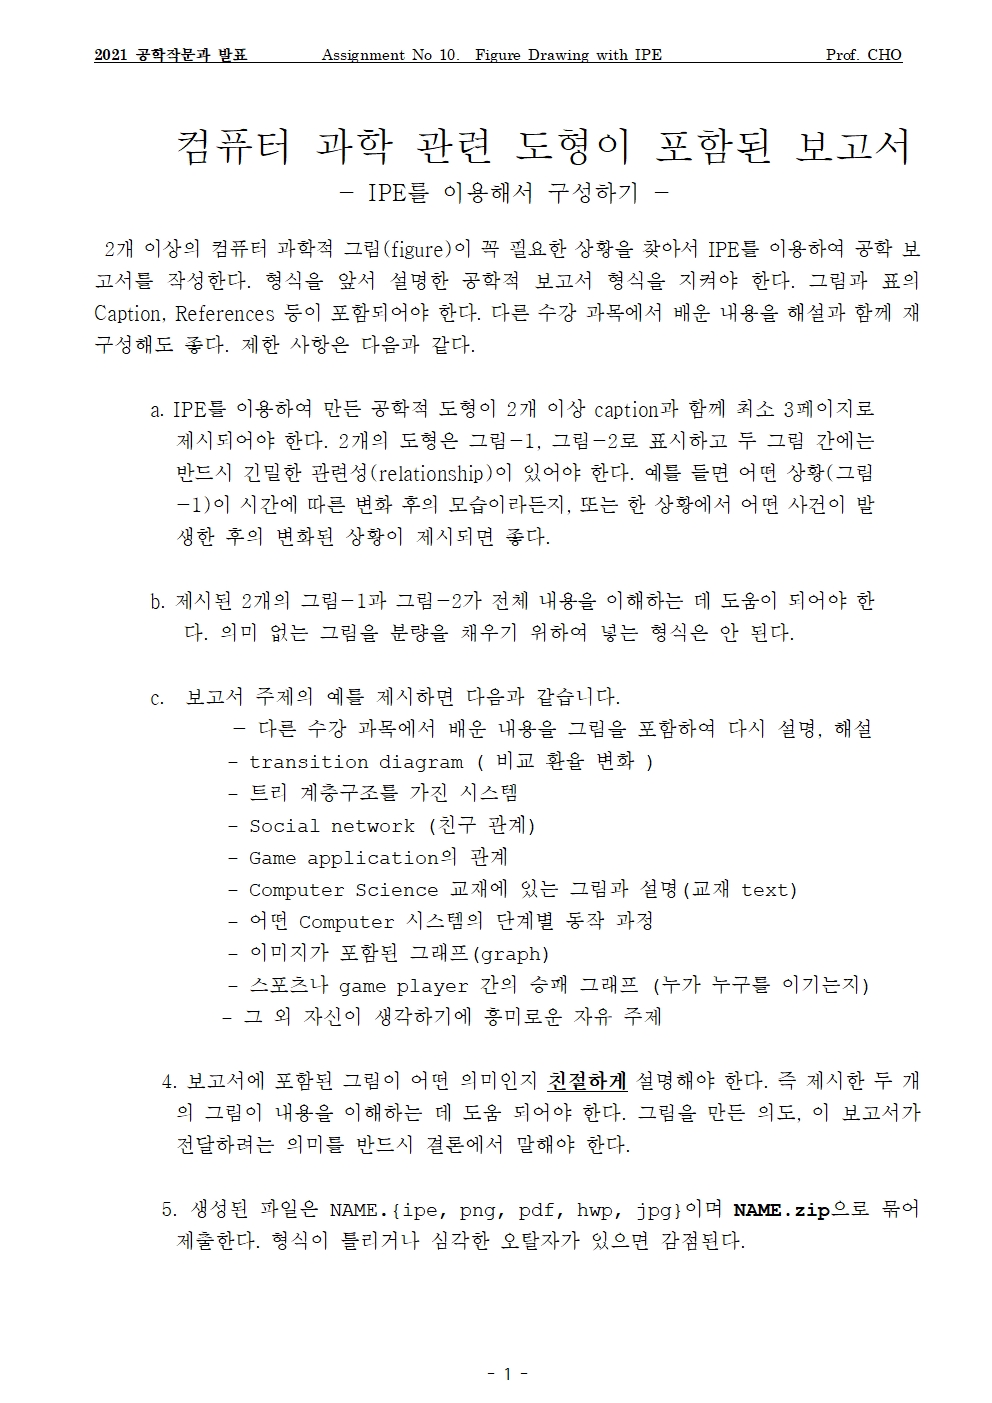 2021 공학작문과 발표 Assignment No 10. Figure Drawing with IPE Prof. CHO
컴퓨터 과학 관련 도형이 포함된 보고서
- IPE를 이용해서 구성하기 -
2개 이상의 컴퓨터 과학적 그림(figure)이 꼭 필요한 상황을 찾아서 IPE를 이용하여 공학 보
고서를 작성한다. 형식을 앞서 설명한 공학적 보고서 형식을 지켜야 한다. 그림과 표의
Caption, References 등이 포함되어야 한다. 다른 수강 과목에서 배운 내용을 해설과 함께 재
구성해도 좋다. 제한 사항은 다음과 같다.
a. IPE를 이용하여 만든 공학적 도형이 2개 이상 caption과 함께 최소 3페이지로
제시되어야 한다. 2개의 도형은 그림-1, 그림-2로 표시하고 두 그림 간에는
반드시 긴밀한 관련성(relationship)이 있어야 한다. 예를 들면 어떤 상황(그림
-1)이 시간에 따른 변화 후의 모습이라든지, 또는 한 상황에서 어떤 사건이 발
생한 후의 변화된 상황이 제시되면 좋다.
b. 제시된 2개의 그림-1과 그림-2가 전체 내용을 이해하는 데 도움이 되어야 한
다. 의미 없는 그림을 분량을 채우기 위하여 넣는 형식은 안 된다.
c. 보고서 주제의 예를 제시하면 다음과 같습니다.
- 다른 수강 과목에서 배운 내용을 그림을 포함하여 다시 설명, 해설
- transition diagram ( 비교 환율 변화 )
- 트리 계층구조를 가진 시스템
- Social network (친구 관계)
- Game application의 관계
- Computer Science 교재에 있는 그림과 설명(교재 text)
- 어떤 Computer 시스템의 단계별 동작 과정
- 이미지가 포함된 그래프(graph)
- 스포츠나 game player 간의 승패 그래프 (누가 누구를 이기는지)
- 그 외 자신이 생각하기에 흥미로운 자유 주제
4. 보고서에 포함된 그림이 어떤 의미인지 친절하게 설명해야 한다. 즉 제시한 두 개
의 그림이 내용을 이해하는 데 도움 되어야 한다. 그림을 만든 의도, 이 보고서가
전달하려는 의미를 반드시 결론에서 말해야 한다.
5. 생성된 파일은 NAME.{ipe, png, pdf, hwp, jpg}이며 NAME.zip으로 묶어
제출한다. 형식이 틀리거나 심각한 오탈자가 있으면 감점된다.
- 1 -